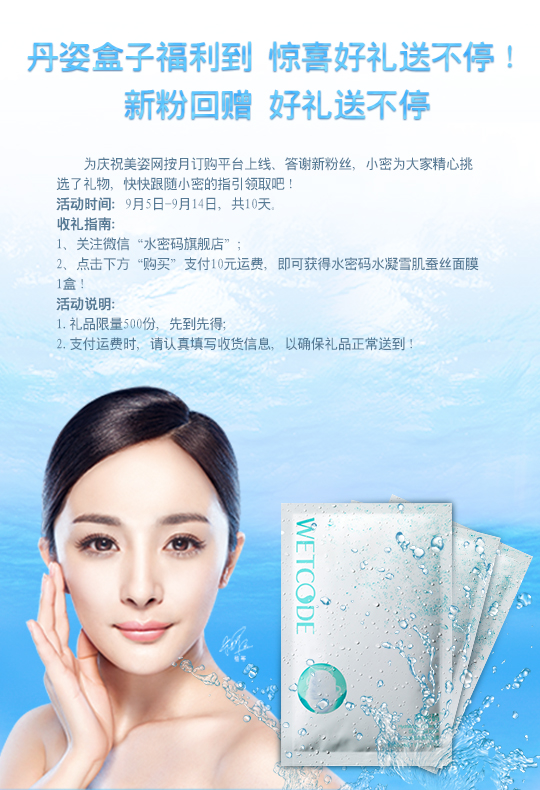 丹姿盒子福利到 惊喜好礼送不停！
新粉回赠 好礼送不停
为庆祝美姿网按月订购平台上线、答谢新粉丝，小密为大家精心挑
选了礼物，快快跟随小密的指引领取吧！
活动时间：9月5日-9月14日，共10天。
收礼指南：
1、关注微信“水密码旗舰店”；
2、点击下方“购买”支付10元运费，即可获得水密码水凝雪肌蚕丝面膜
1盒！
活动说明：
1. 礼品限量500份，先到先得；
2. 支付运费时，请认真填写收货信息，以确保礼品正常送到！
WETCODE